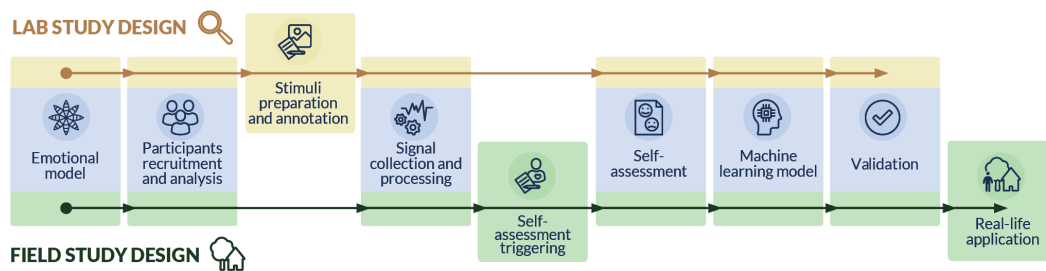 LAB STUDY DESIGN
Emotional
model
Participants
recruitment
and analysis
Stimuli
preparation
and annotation
Signal
collection and
processing
Self-
assessment
triggering
Self-
assessment
Machine
learning model
Validation
Real-life
application
FIELD STUDY DESIGN